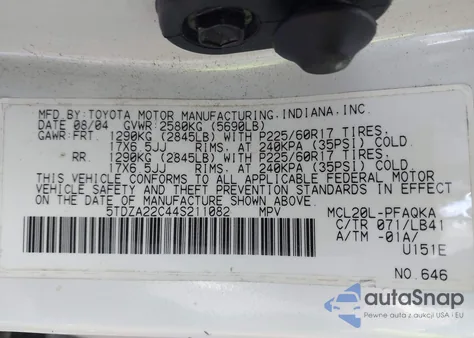 MFD.BY:TOYOTA MOTOR MANUFACTURING,INDIANA,INC.
DATE 08/04 GVWR 2580KG (5690LB)
GAWR:FRT. 1290KG (2845LB) WITH P225/60R17 TIRES,
17X6.5JJ RIMS, AT 240KPA (35PSI) COLD.
RR. 1290KG (2845LB) WITH P225/60R17 TIRES,
17X6.5JJ RIMS, AT 240KPA (35PSI) COLD.
THIS VEHICLE CONFORMS TO ALL APPLICABLE FEDERAL MOTOR
VEHICLE SAFETY AND THEFT PREVENTION STANDARDS IN EFFECT
ON THE DATE OF MANUFACTURE SHOWN ABOVE.
5TDZA22C44S211082 MPV MCL20L-PFAQKA
C/TR 071/LB41
A/TM -01A/
U151E
NO.646
autoSnap
Pewne auta z aukcji USA i EU